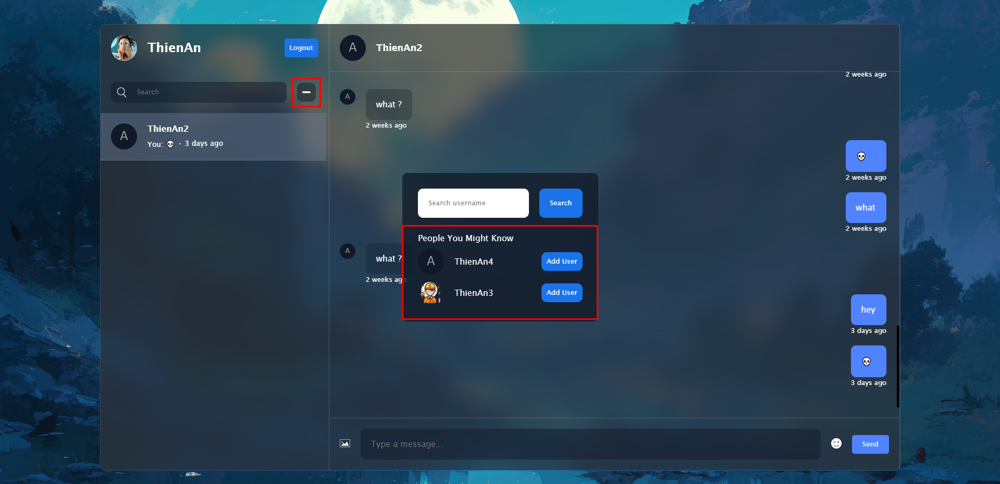 ThienAn
Logout
Search
ThienAn2
You: 💀 · 3 days ago
A
A
ThienAn2
2 weeks ago
A
what ?
2 weeks ago
💀
2 weeks ago
what
2 weeks ago
A
what ?
2 weeks ago
Search username
Search
People You Might Know
A
ThienAn4
Add User
ThienAn3
Add User
hey
3 days ago
💀
3 days ago
Type a message...
Send